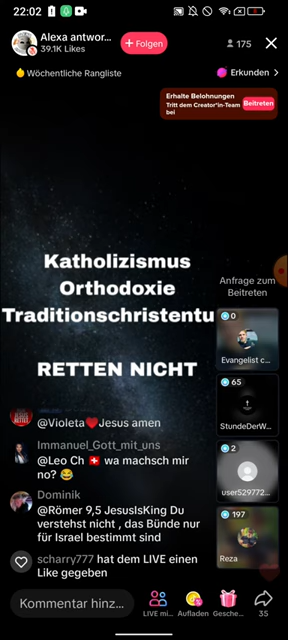 22:02
Alexa antwor...
39.1K Likes
+ Folgen
175
Wöchentliche Rangliste
Erkunden >
Erhalte Belohnungen
Tritt dem Creator*in-Team bei
Beitreten
Katholizismus
Orthodoxie
Traditionschristentu
RETTEN NICHT
Anfrage zum
Beitreten
0
Evangelist c...
65
StundeDerW...
2
user529772...
197
Reza
@Violeta❤️Jesus amen
Immanuel_Gott_mit_uns
@Leo Ch 🇨🇭 wa machsch mir
no? 😂
Dominik
@Römer 9,5 JesusIsKing Du
verstehst nicht , das Bünde nur
für Israel bestimmt sind
scharry777 hat dem LIVE einen
Like gegeben
Kommentar hinz...
LIVE mi...
Aufladen
Gesche...
35